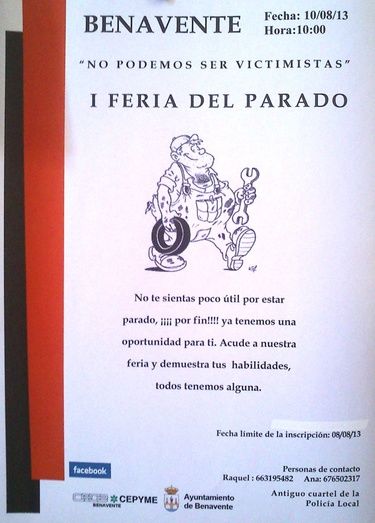 BENAVENTE
Fecha: 10/08/13
Hora:10:00
“NO PODEMOS SER VICTIMISTAS”
I FERIA DEL PARADO
No te sientas poco útil por estar
parado, ¡¡¡¡ por fin!!!! ya tenemos una
oportunidad para ti. Acude a nuestra
feria y demuestra tus habilidades,
todos tenemos alguna.
Fecha límite de la inscripción: 08/08/13
facebook
Personas de contacto
Raquel : 663195482 Ana: 676502317
Antiguo cuartel de la
Policía Local
CEPYME
BENAVENTE
Ayuntamiento
de Benavente